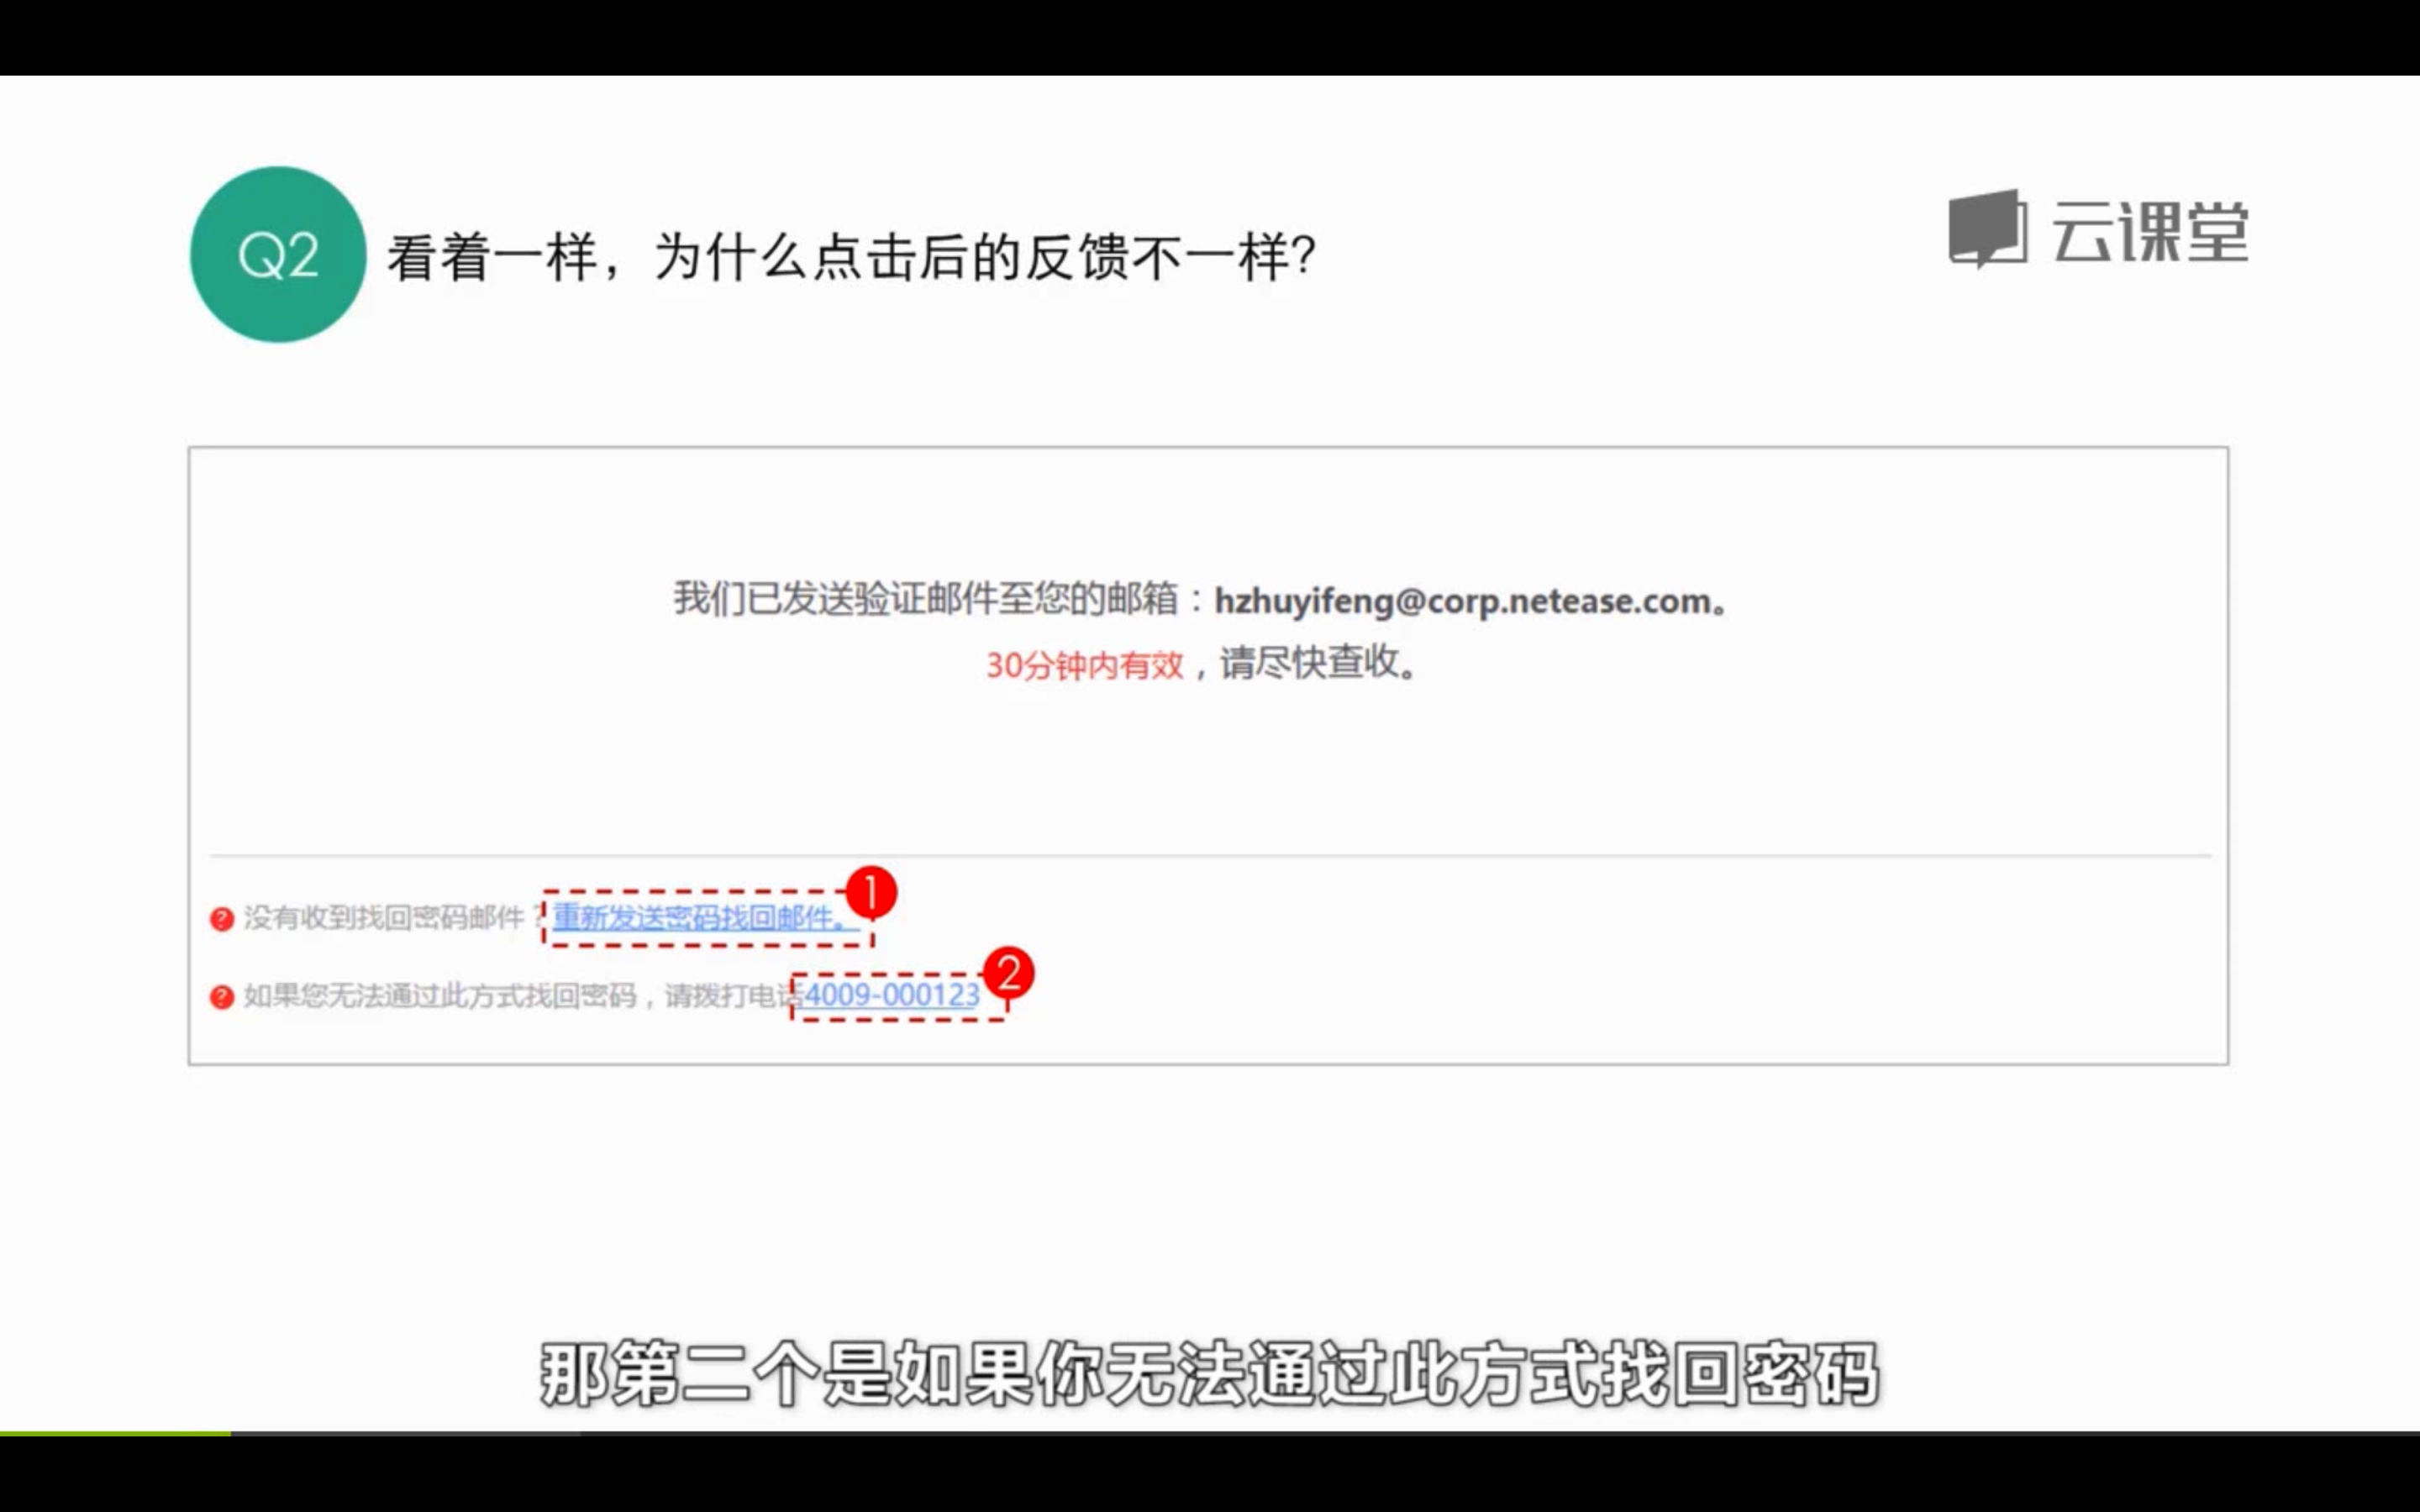 Q2 看着一样，为什么点击后的反馈不一样？
云课堂
我们已发送验证邮件至您的邮箱：hzhuyifeng@corp.netease.com。
30分钟内有效，请尽快查收。
? 没有收到找回密码邮件？重新发送密码找回邮件。 1
? 如果您无法通过此方式找回密码，请拨打电话4009-000123 2
那第二个是如果你无法通过此方式找回密码